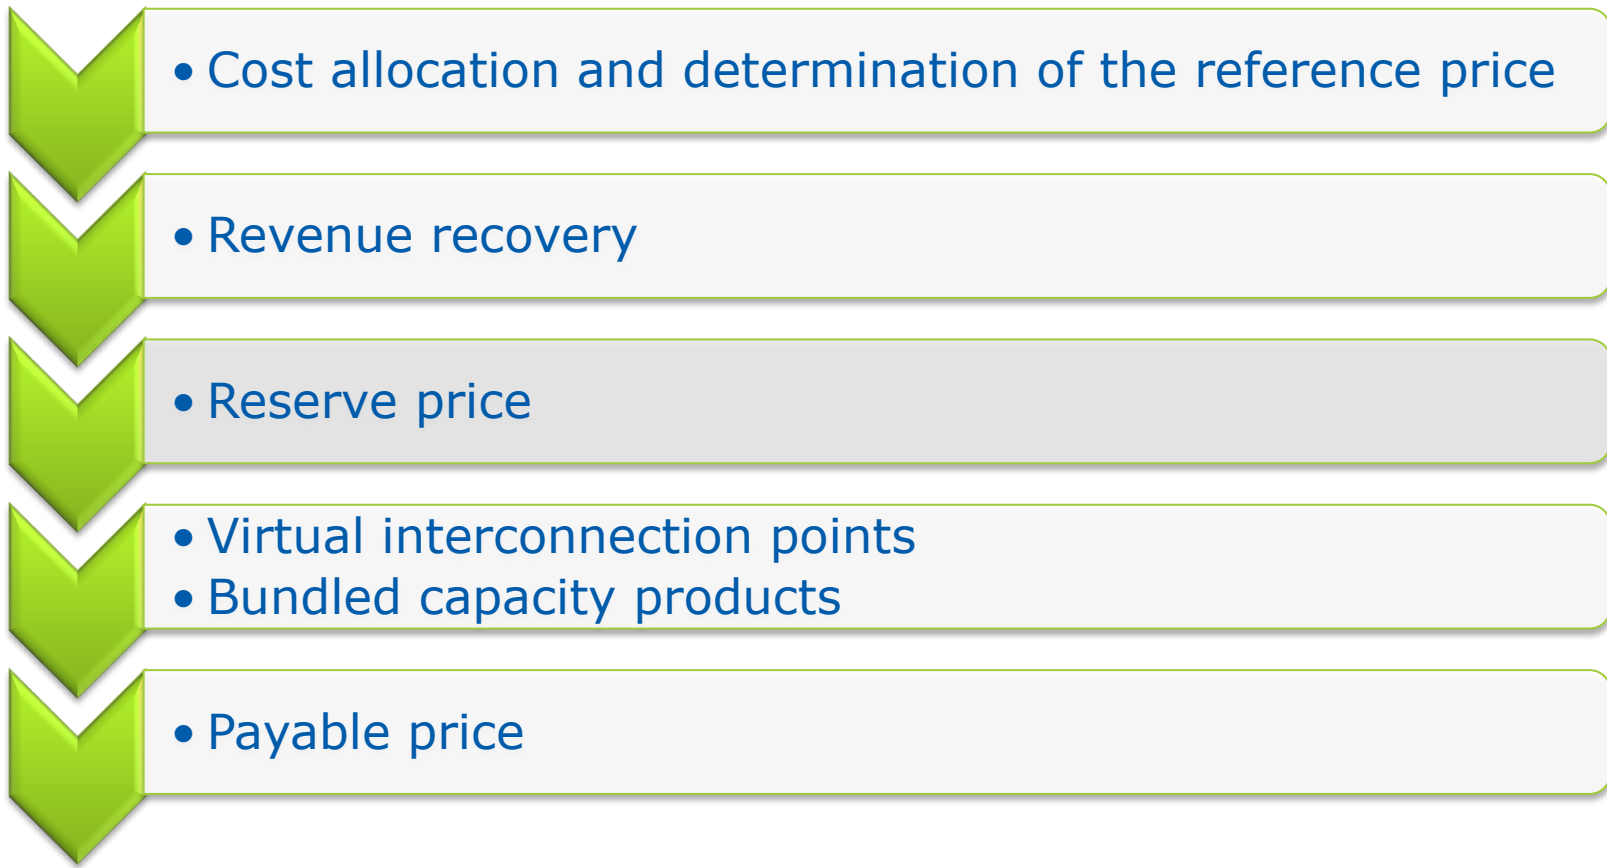 • Cost allocation and determination of the reference price
• Revenue recovery
• Reserve price
• Virtual interconnection points
• Bundled capacity products
• Payable price